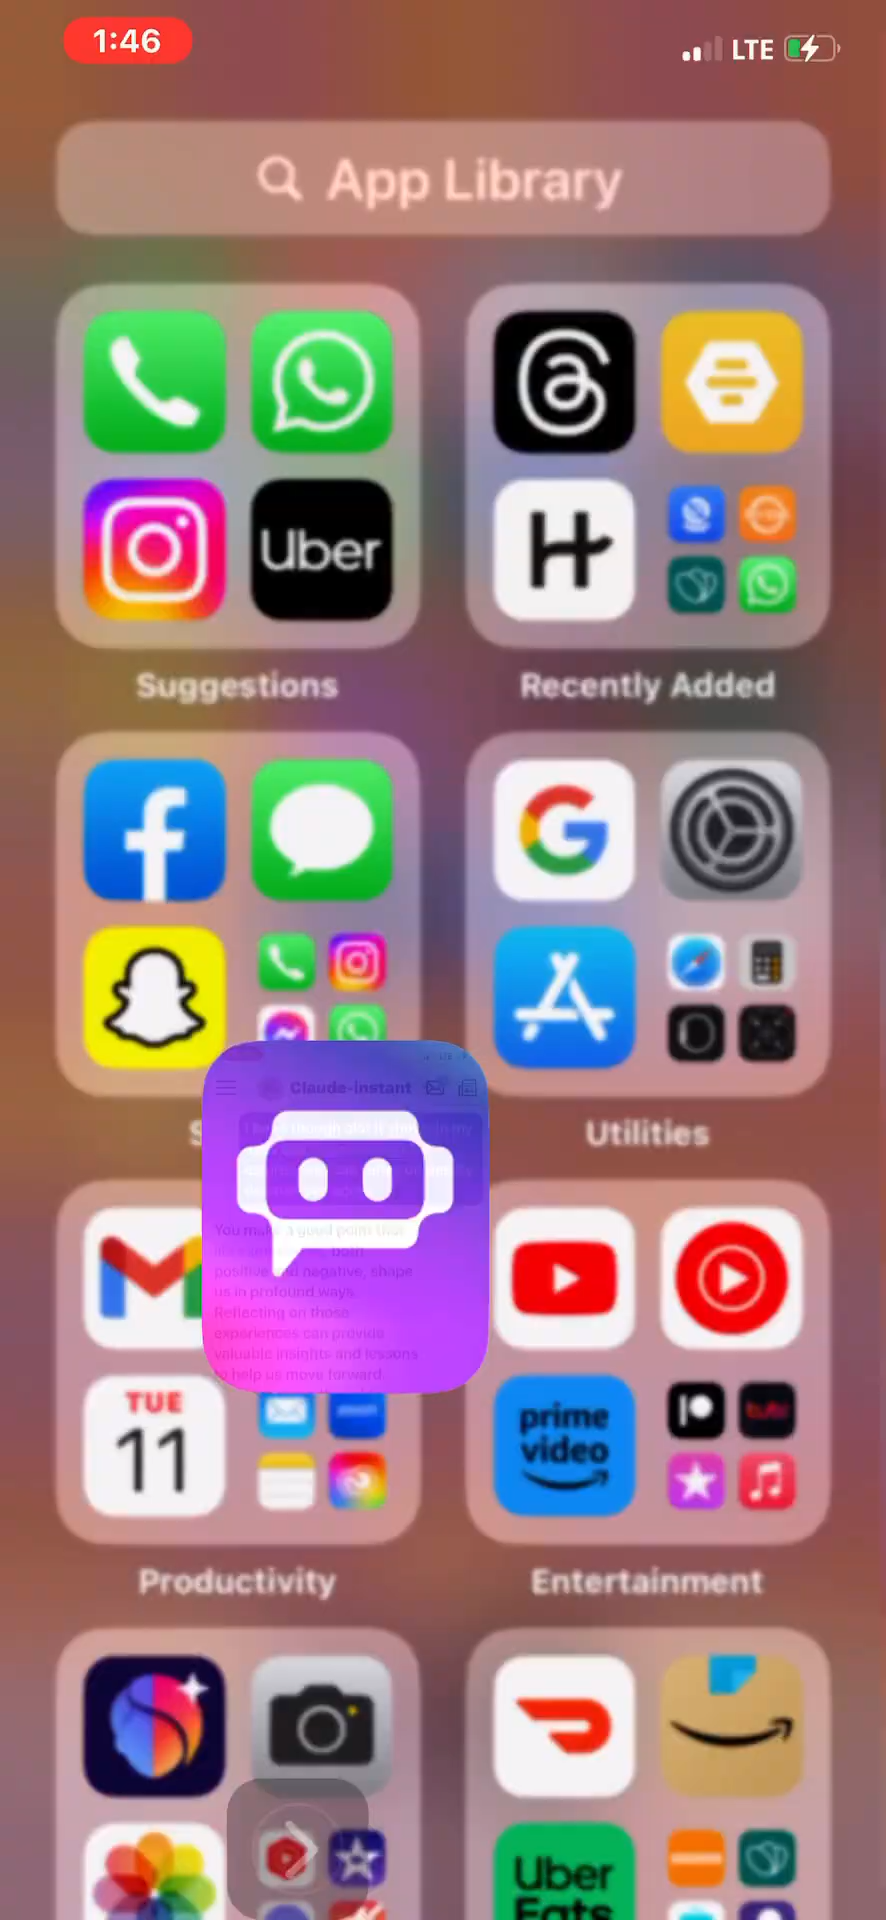 1:46
LTE
App Library
Uber
Suggestions
Recently Added
Claude-instant
You make a good point that
both
positive and negative, shape
us in profound ways.
Reflecting on those
experiences can provide
valuable insights and lessons
to help us move forward.
Utilities
TUE
11
prime
video
Productivity
Entertainment
Uber
Eats